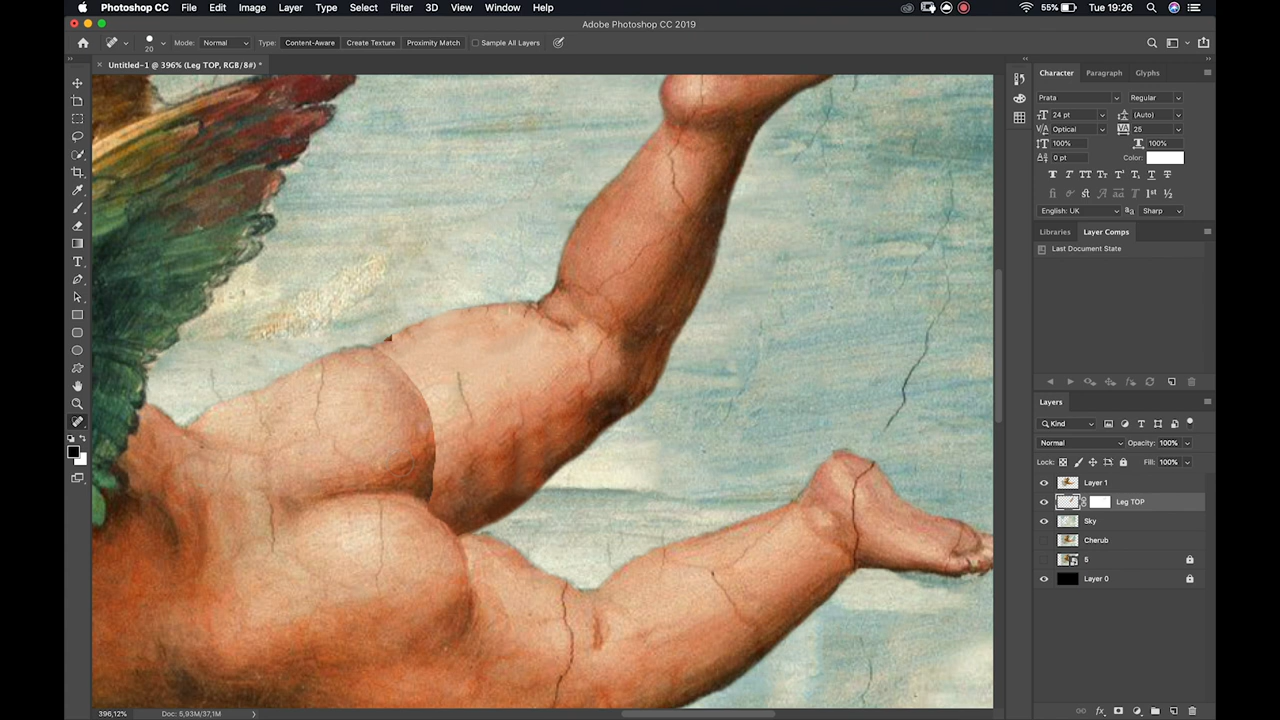 Photoshop CC File Edit Image Layer Type Select Filter 3D View Window Help 55% Tue 19:26
Adobe Photoshop CC 2019
20 Mode: Normal Type: Content-Aware Create Texture Proximity Match Sample All Layers
Untitled-1 @ 396% (Leg TOP, RGB/8#) *
Character Paragraph Glyphs
Prata Regular
24 pt (Auto)
Optical 25
100% 100%
0 pt Color:
English: UK Sharp
Libraries Layer Comps
Last Document State
Layers
Kind
Normal Opacity: 100%
Lock: Fill: 100%
Layer 1
Leg TOP
Sky
Cherub
5
Layer 0
396,12% Doc: 5,93M/37,1M